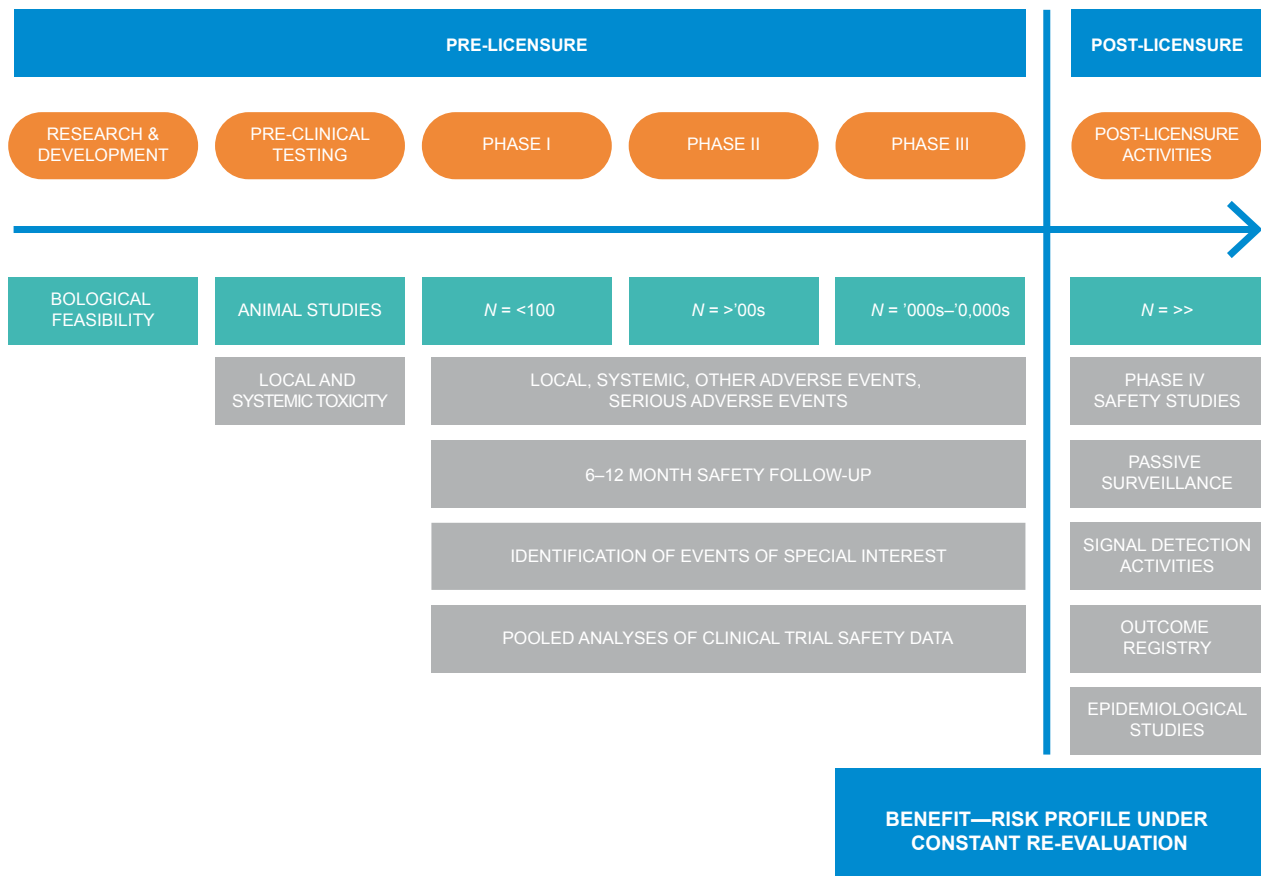 PRE-LICENSURE
POST-LICENSURE
RESEARCH &
DEVELOPMENT
PRE-CLINICAL
TESTING
PHASE I
PHASE II
PHASE III
POST-LICENSURE
ACTIVITIES
BOLOGICAL
FEASIBILITY
ANIMAL STUDIES
N = <100
N = >’00s
N = ’000s–’0,000s
N = >>
LOCAL AND
SYSTEMIC TOXICITY
LOCAL, SYSTEMIC, OTHER ADVERSE EVENTS,
SERIOUS ADVERSE EVENTS
PHASE IV
SAFETY STUDIES
6–12 MONTH SAFETY FOLLOW-UP
PASSIVE
SURVEILLANCE
IDENTIFICATION OF EVENTS OF SPECIAL INTEREST
SIGNAL DETECTION
ACTIVITIES
POOLED ANALYSES OF CLINICAL TRIAL SAFETY DATA
OUTCOME
REGISTRY
EPIDEMIOLOGICAL
STUDIES
BENEFIT—RISK PROFILE UNDER
CONSTANT RE-EVALUATION